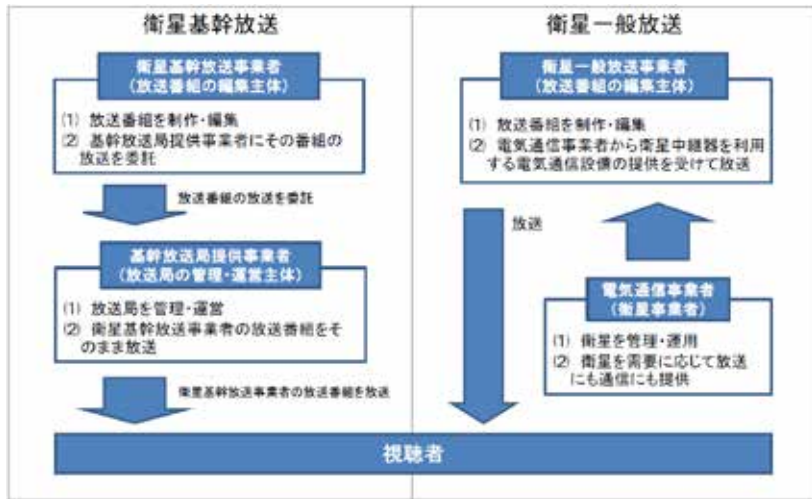 衛星基幹放送
衛星基幹放送事業者
(放送番組の編集主体)
(1) 放送番組を制作・編集
(2) 基幹放送局提供事業者にその番組の
放送を委託
放送番組の放送を委託
基幹放送局提供事業者
(放送局の管理・運営主体)
(1) 放送局を管理・運営
(2) 衛星基幹放送事業者の放送番組をそ
のまま放送
衛星基幹放送事業者の放送番組を放送
衛星一般放送
衛星一般放送事業者
(放送番組の編集主体)
(1) 放送番組を制作・編集
(2) 電気通信事業者から衛星中継器を利用
する電気通信設備の提供を受けて放送
放送
電気通信事業者
(衛星事業者)
(1) 衛星を管理・運用
(2) 衛星を需要に応じて放送
にも通信にも提供
視聴者